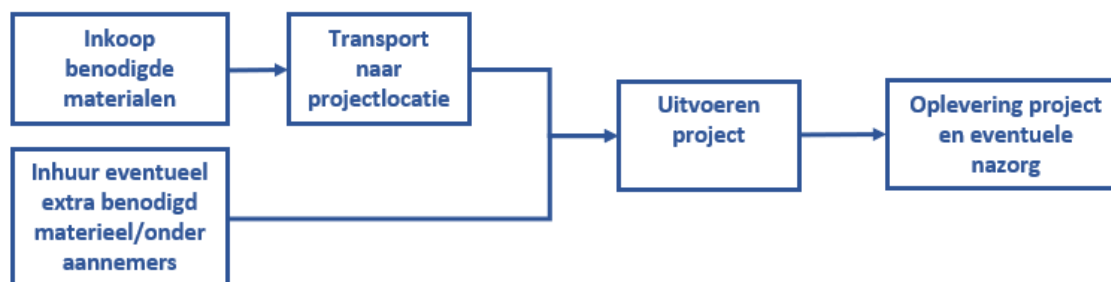 Inkoop
benodigde
materialen
Transport
naar
projectlocatie
Inhuur eventueel
extra benodigd
materieel/onder
aannemers
Uitvoeren
project
Oplevering project
en eventuele
nazorg